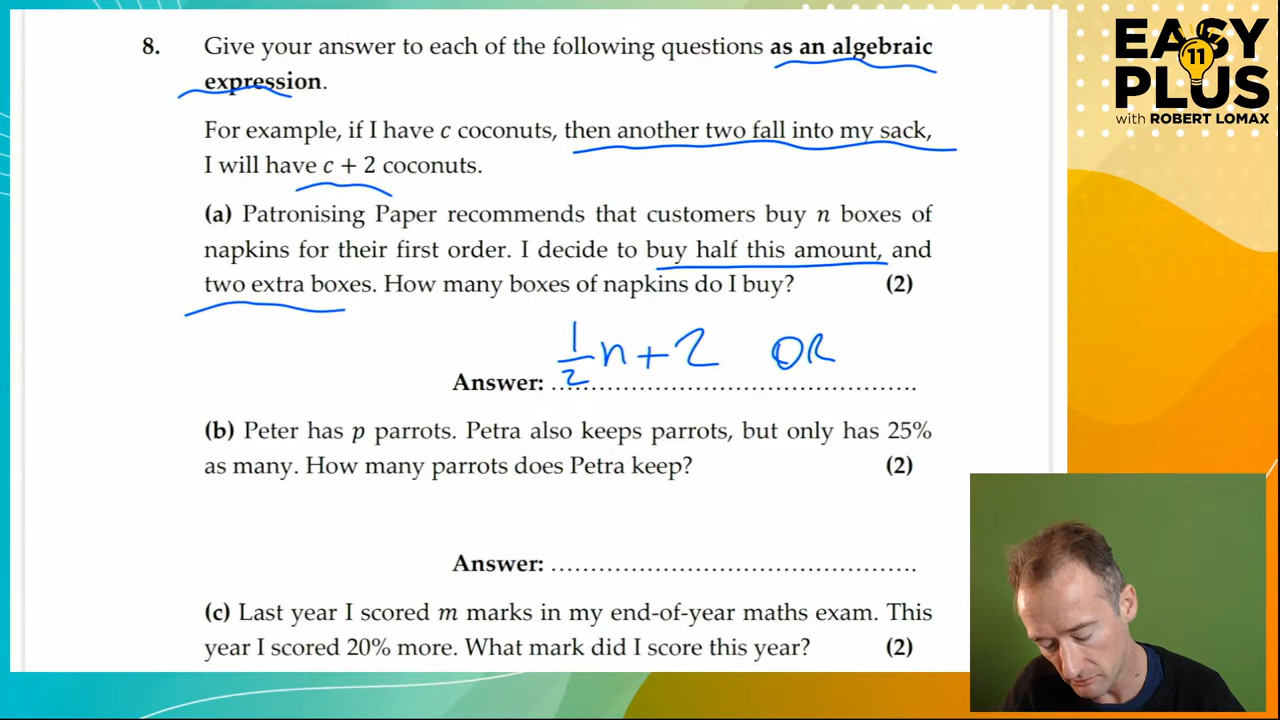 8. Give your answer to each of the following questions as an algebraic
expression.
For example, if I have c coconuts, then another two fall into my sack,
I will have c + 2 coconuts.
(a) Patronising Paper recommends that customers buy n boxes of
napkins for their first order. I decide to buy half this amount, and
two extra boxes. How many boxes of napkins do I buy? (2)
1/2 n + 2 OR
Answer: ........................................................
(b) Peter has p parrots. Petra also keeps parrots, but only has 25%
as many. How many parrots does Petra keep? (2)
Answer: ........................................................
(c) Last year I scored m marks in my end-of-year maths exam. This
year I scored 20% more. What mark did I score this year? (2)
EASY
11
PLUS
with ROBERT LOMAX